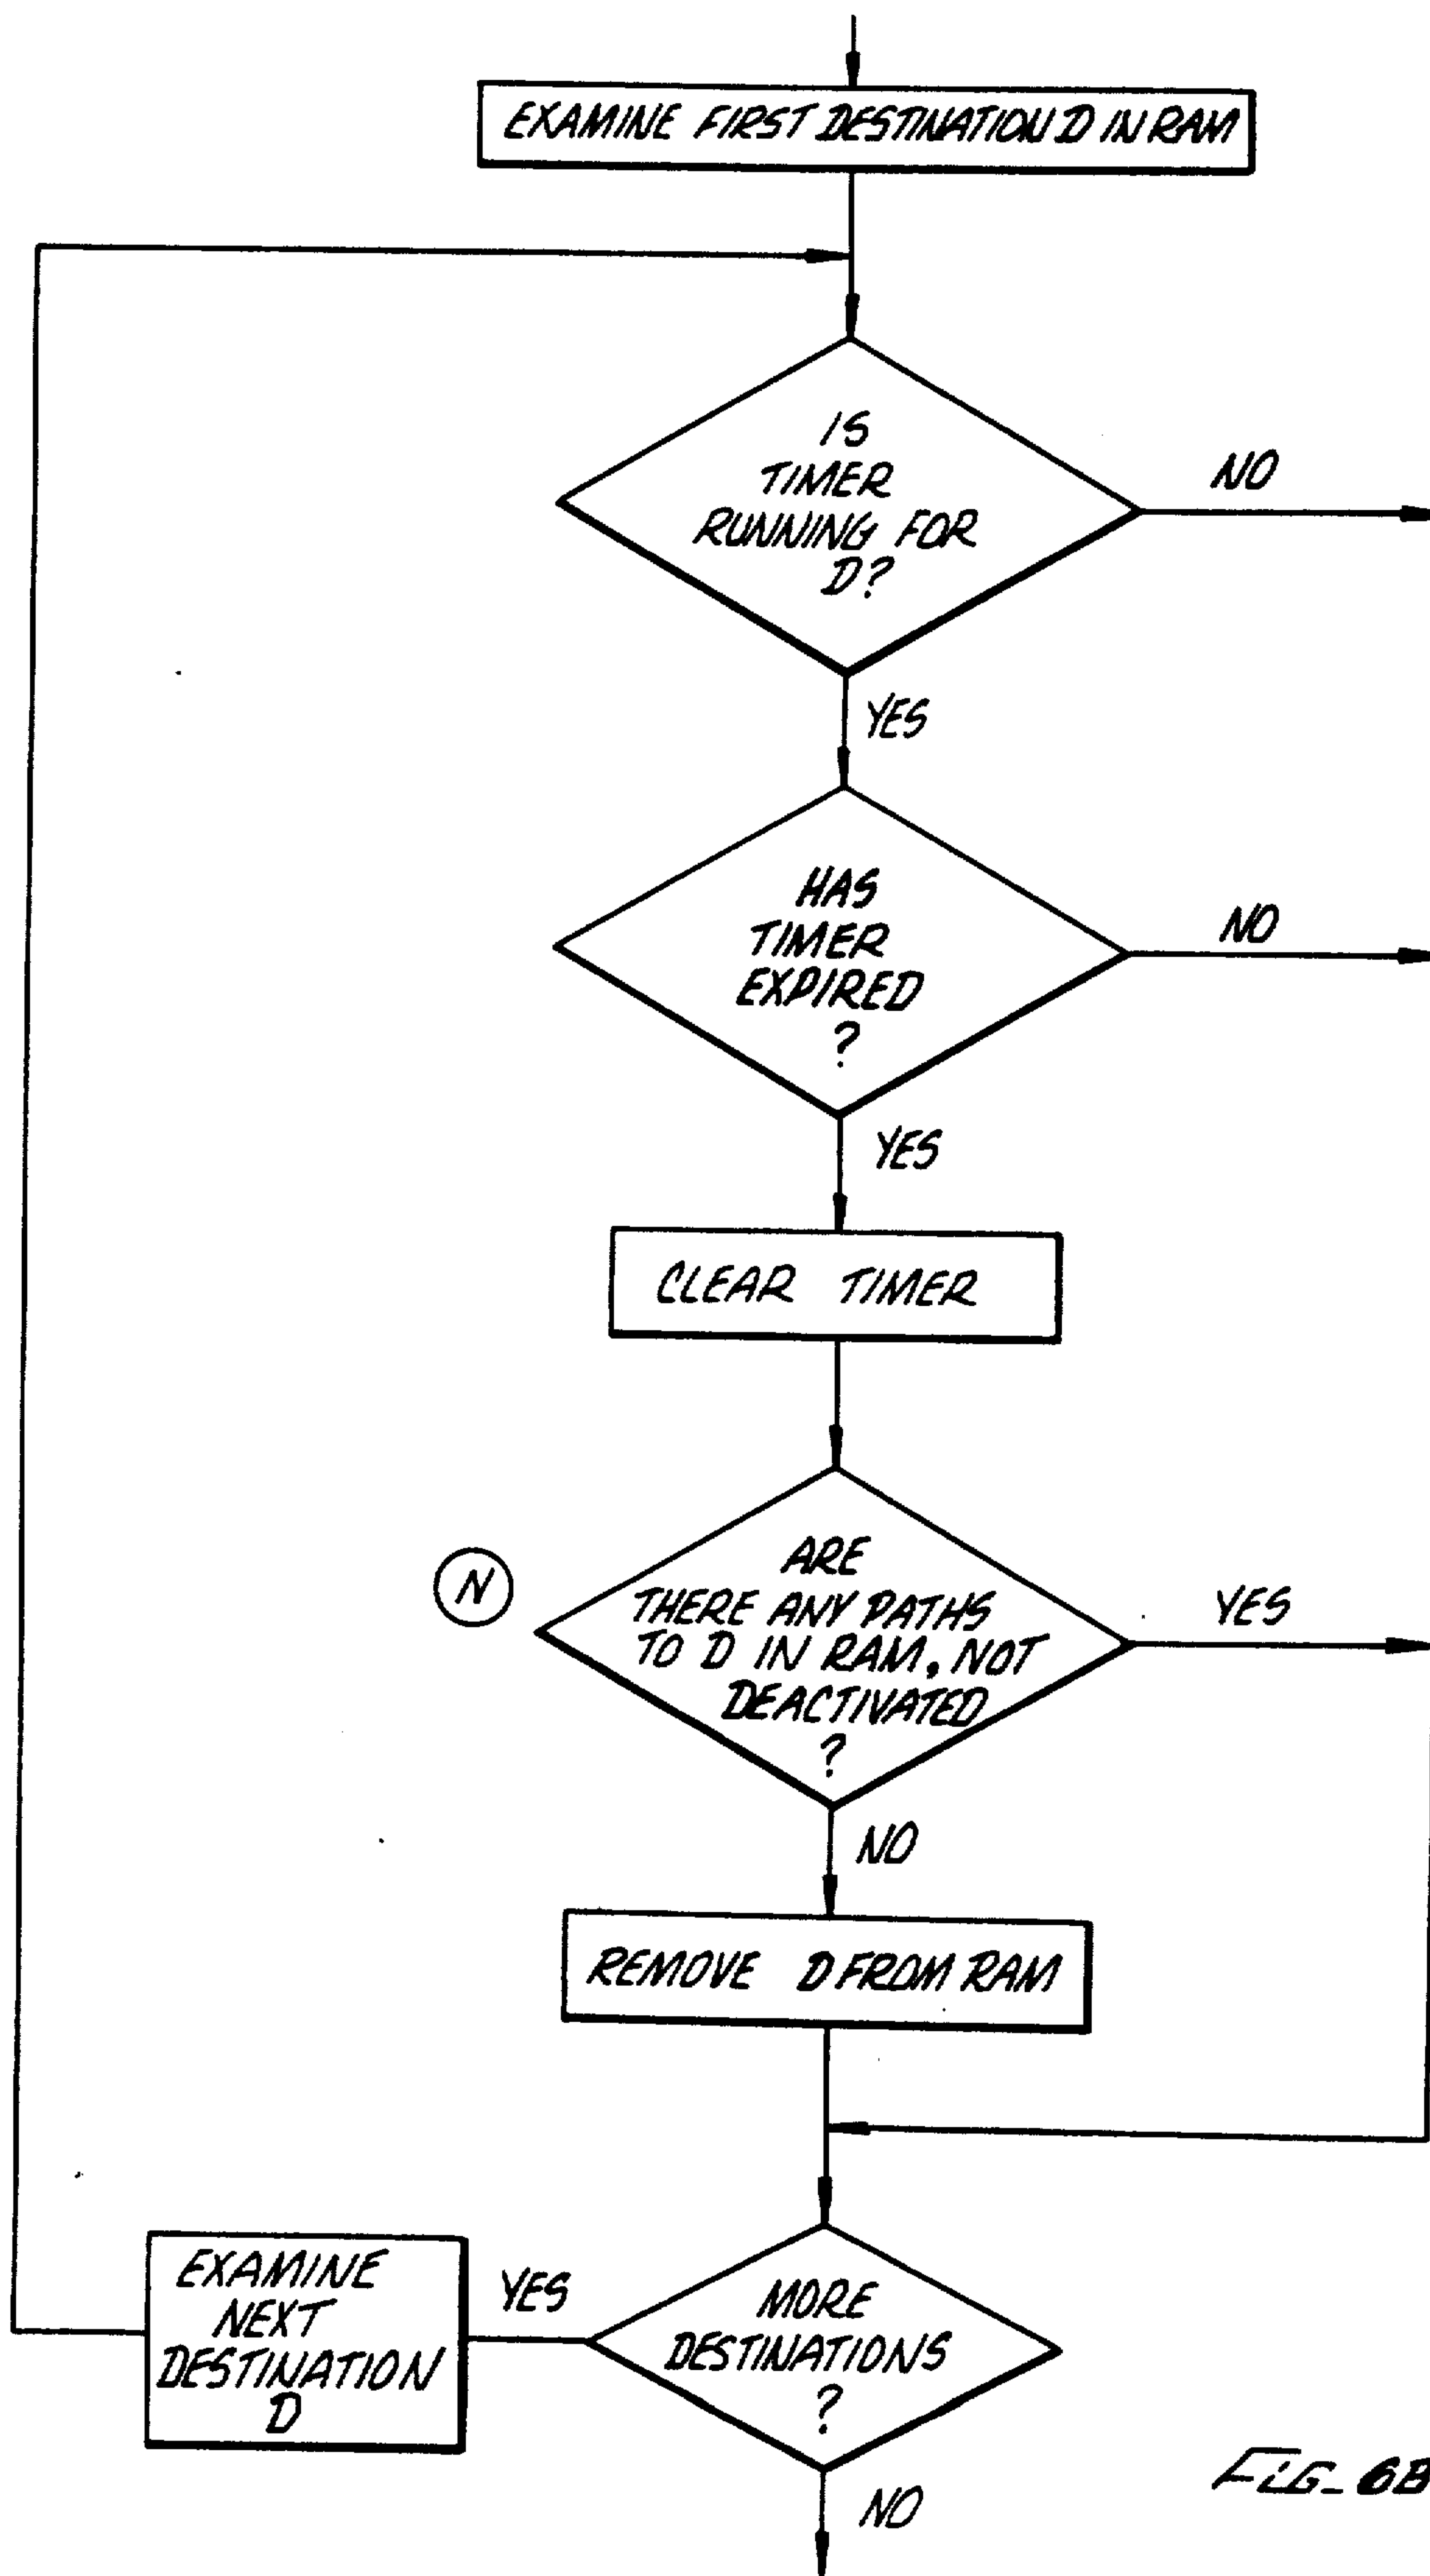 EXAMINE FIRST DESTINATION D IN RAM
IS
TIMER
RUNNING FOR
D?
NO
YES
HAS
TIMER
EXPIRED
?
NO
YES
CLEAR TIMER
N
ARE
THERE ANY PATHS
TO D IN RAM, NOT
DEACTIVATED
?
YES
NO
REMOVE D FROM RAM
MORE
DESTINATIONS
?
YES
EXAMINE
NEXT
DESTINATION
D
NO
FIG_6B